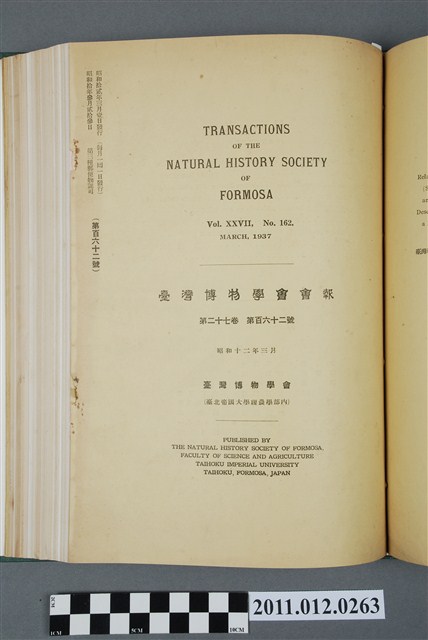 TRANSACTIONS
OF THE
NATURAL HISTORY SOCIETY
OF
FORMOSA
Vol. XXVII, No. 162.
MARCH, 1937
臺灣博物學會會報
第二十七卷 第百六十二號
昭和十二年三月
臺灣博物學會
(臺北帝國大學理農學部內)
PUBLISHED BY
THE NATURAL HISTORY SOCIETY OF FORMOSA,
FACULTY OF SCIENCE AND AGRICULTURE
TAIHOKU IMPERIAL UNIVERSITY
TAIHOKU, FORMOSA, JAPAN
(第百六十二號)
1CM
5CM
10CM
2011.012.0263